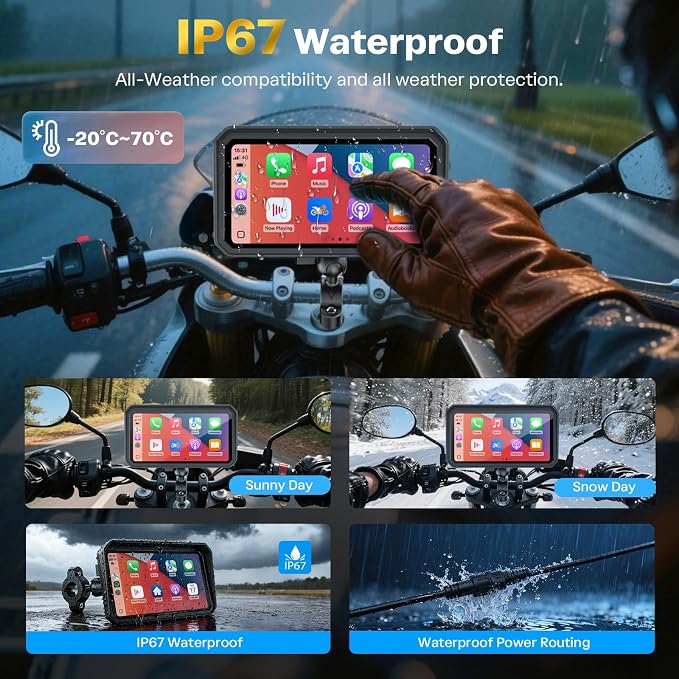 IP67 Waterproof
All-Weather compatibility and all weather protection.
-20°C~70°C
15:31
4G
Phone
Music
Now Playing
Home
Podcasts
Audiobooks
Sunny Day
Snow Day
IP67
IP67 Waterproof
Waterproof Power Routing